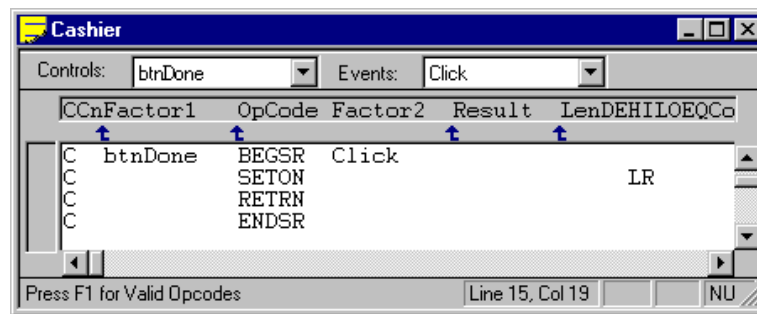 Cashier
Controls: btnDone Events: Click
CCnFactor1 OpCode Factor2 Result LenDEHILOEQCo
C btnDone BEGSR Click
C SETON LR
C RETRN
C ENDSR
Press F1 for Valid Opcodes Line 15, Col 19 NU